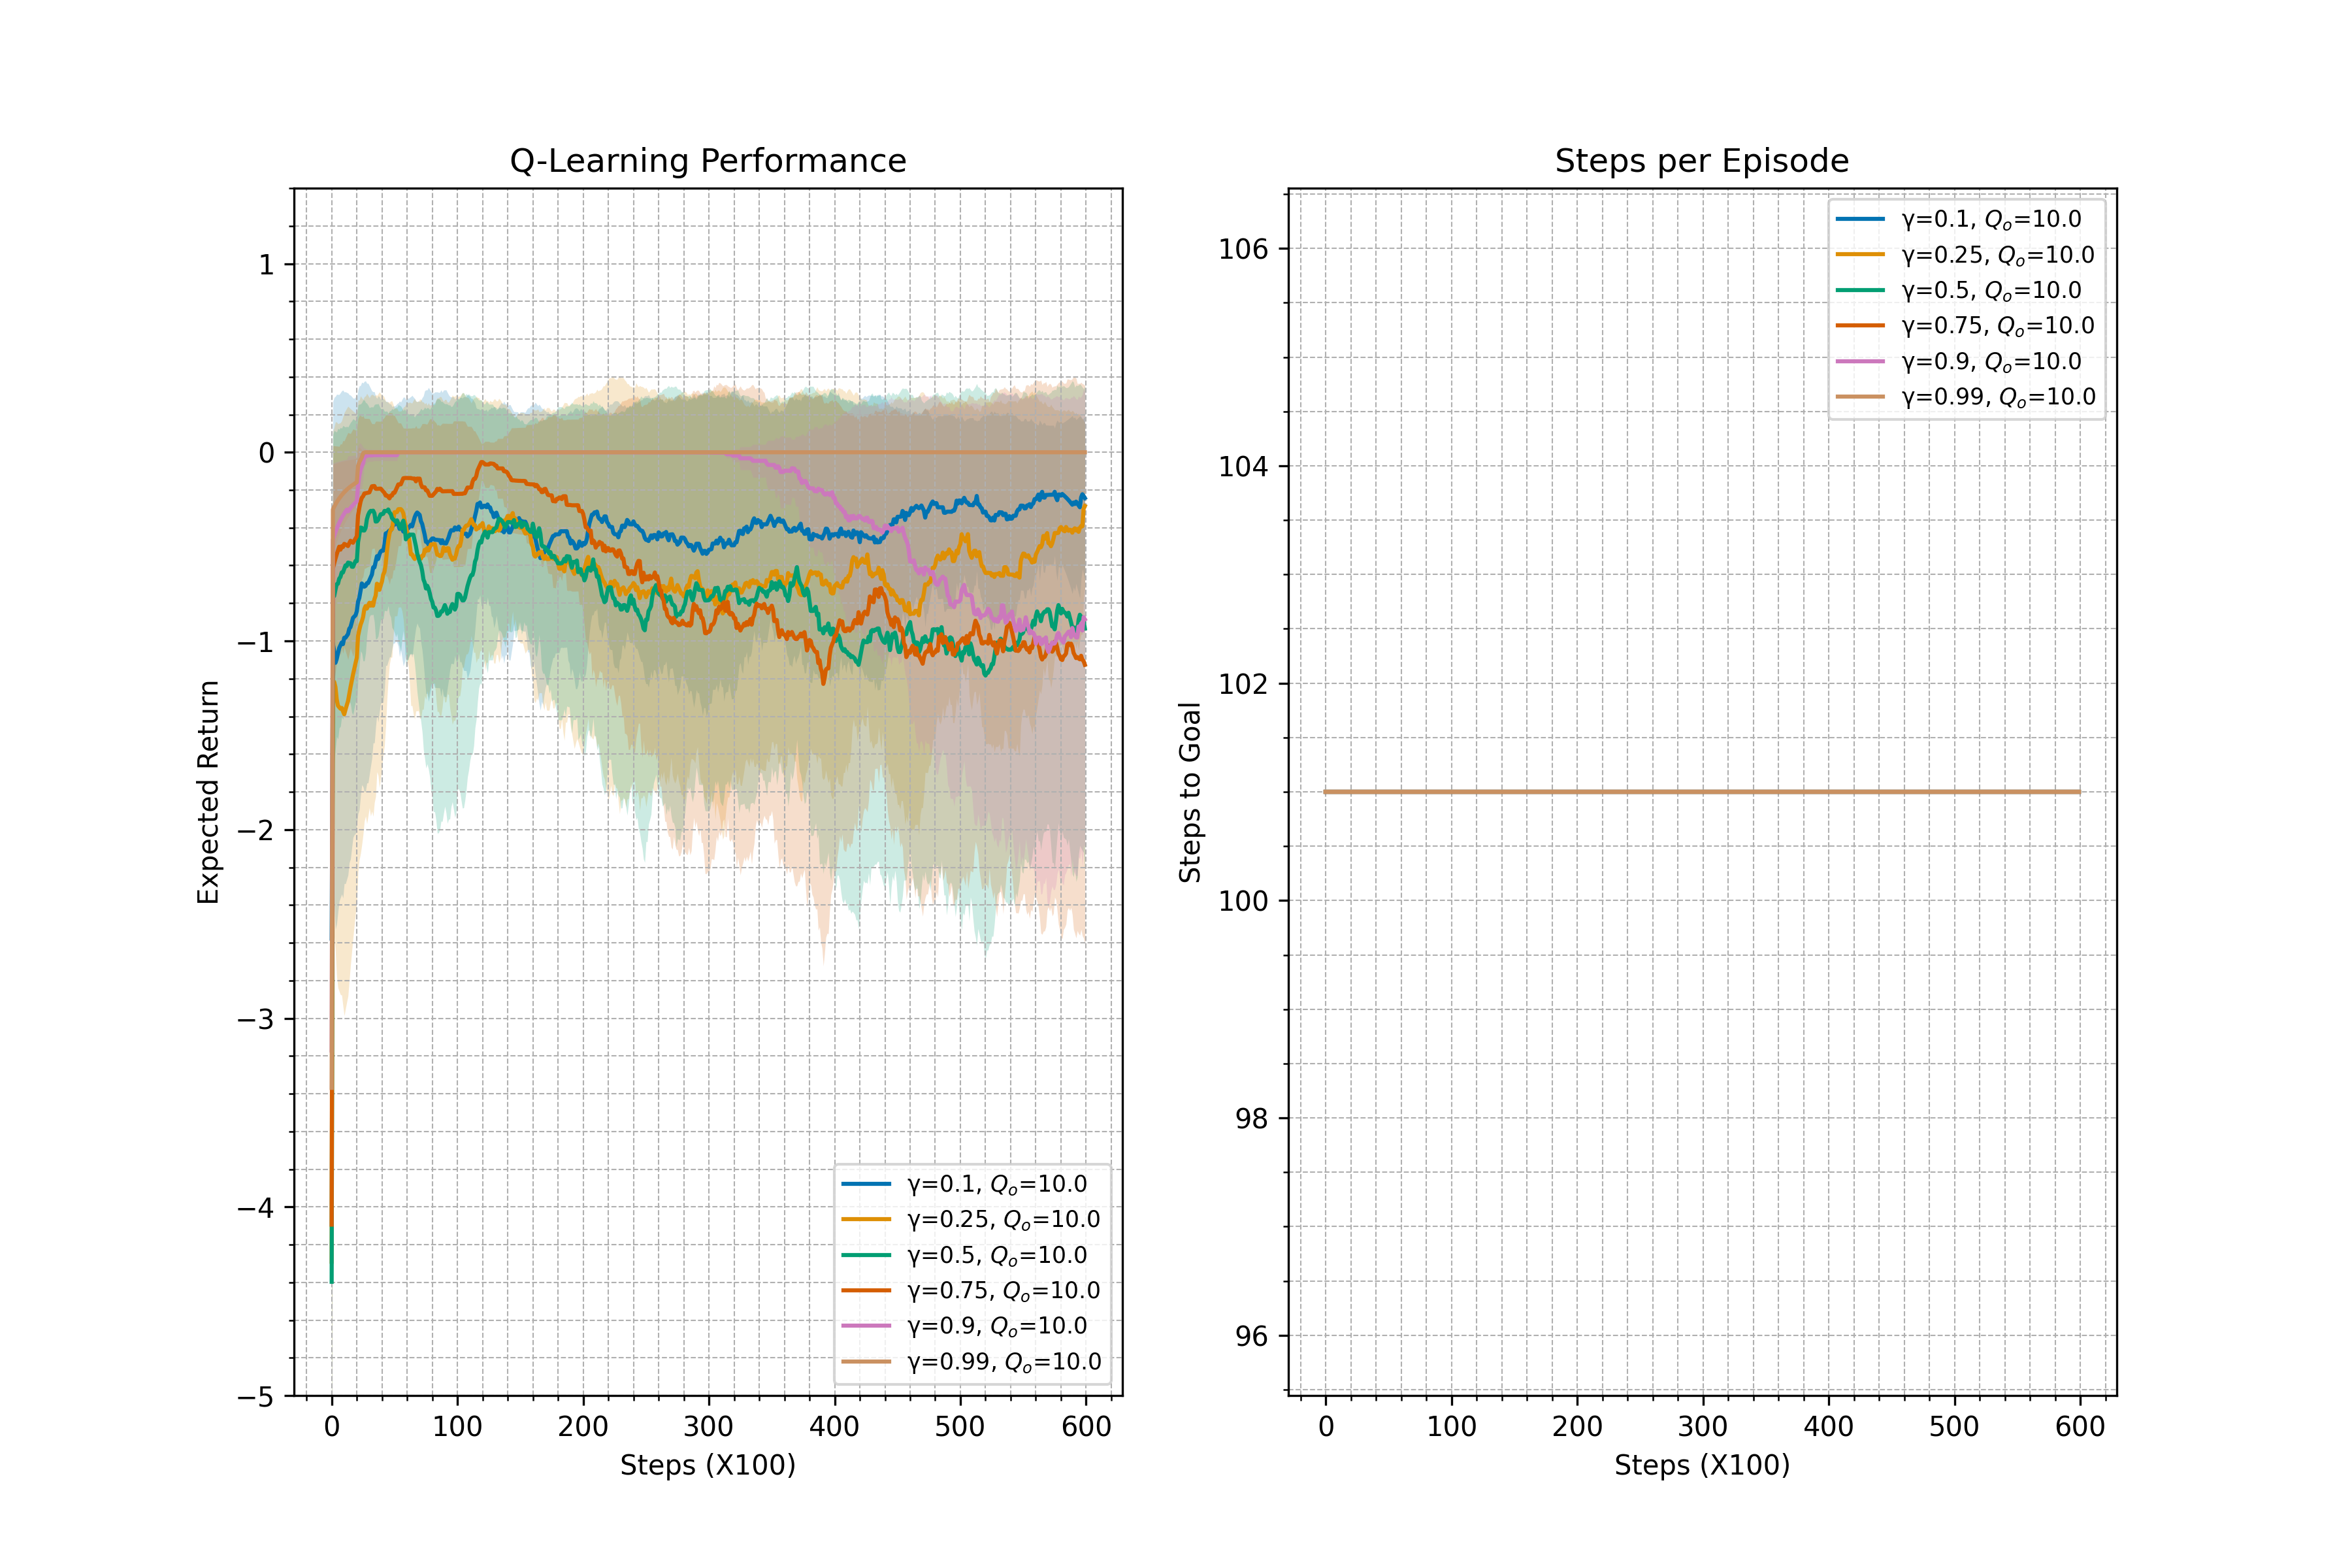 Q-Learning Performance
1
0
−1
−2
−3
−4
−5
Expected Return
0 100 200 300 400 500 600
Steps (X100)
γ=0.1, Qo=10.0
γ=0.25, Qo=10.0
γ=0.5, Qo=10.0
γ=0.75, Qo=10.0
γ=0.9, Qo=10.0
γ=0.99, Qo=10.0
Steps per Episode
106
104
102
100
98
96
Steps to Goal
0 100 200 300 400 500 600
Steps (X100)
γ=0.1, Qo=10.0
γ=0.25, Qo=10.0
γ=0.5, Qo=10.0
γ=0.75, Qo=10.0
γ=0.9, Qo=10.0
γ=0.99, Qo=10.0